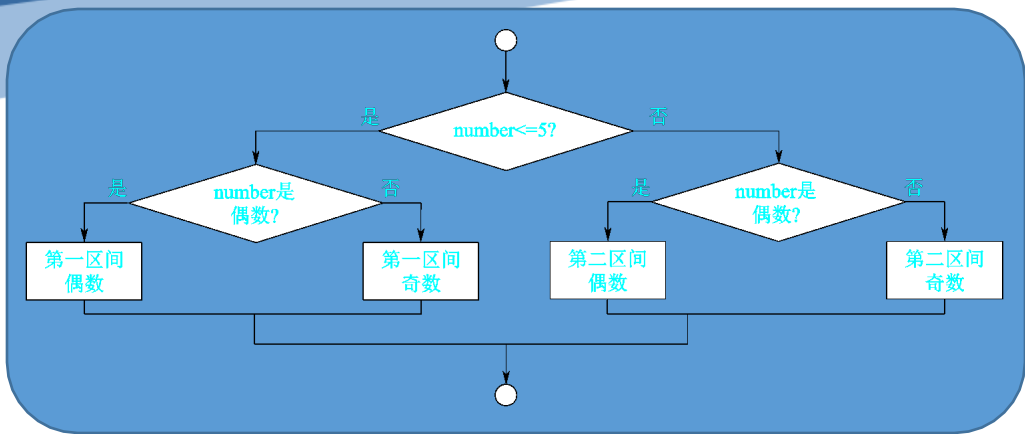 是
number<=5?
否
是
number是
偶数?
否
是
number是
偶数?
否
第一区间
偶数
第一区间
奇数
第二区间
偶数
第二区间
奇数